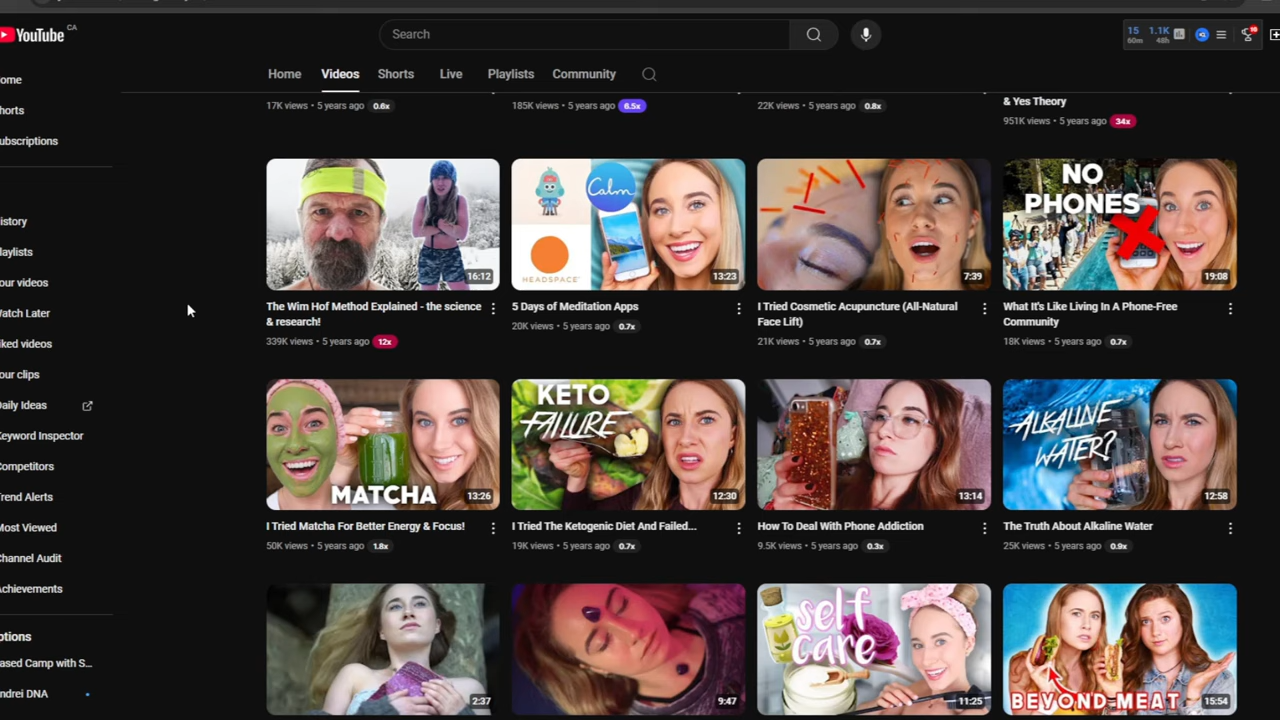 YouTube CA
Search
15 60m 1.1K 48h
Home Videos Shorts Live Playlists Community
ome
horts
ubscriptions
istory
laylists
our videos
Vatch Later
iked videos
our clips
Daily Ideas
Keyword Inspector
Competitors
Trend Alerts
Most Viewed
Channel Audit
Achievements
ptions
ased Camp with S...
ndrei DNA
17K views • 5 years ago 0.6x
185K views • 5 years ago 6.5x
22K views • 5 years ago 0.8x
& Yes Theory
951K views • 5 years ago 34x
16:12
The Wim Hof Method Explained - the science
& research!
339K views • 5 years ago 12x
Calm
HEADSPACE
13:23
5 Days of Meditation Apps
20K views • 5 years ago 0.7x
7:39
I Tried Cosmetic Acupuncture (All-Natural
Face Lift)
21K views • 5 years ago 0.7x
NO
PHONES
19:08
What It's Like Living In A Phone-Free
Community
18K views • 5 years ago 0.7x
MATCHA
13:26
I Tried Matcha For Better Energy & Focus!
50K views • 5 years ago 1.8x
KETO
FAILURE
12:30
I Tried The Ketogenic Diet And Failed...
19K views • 5 years ago 0.7x
13:14
How To Deal With Phone Addiction
9.5K views • 5 years ago 0.3x
ALKALINE
WATER?
12:58
The Truth About Alkaline Water
25K views • 5 years ago 0.9x
2:37
9:47
self
care
11:25
BEYOND MEAT
15:54